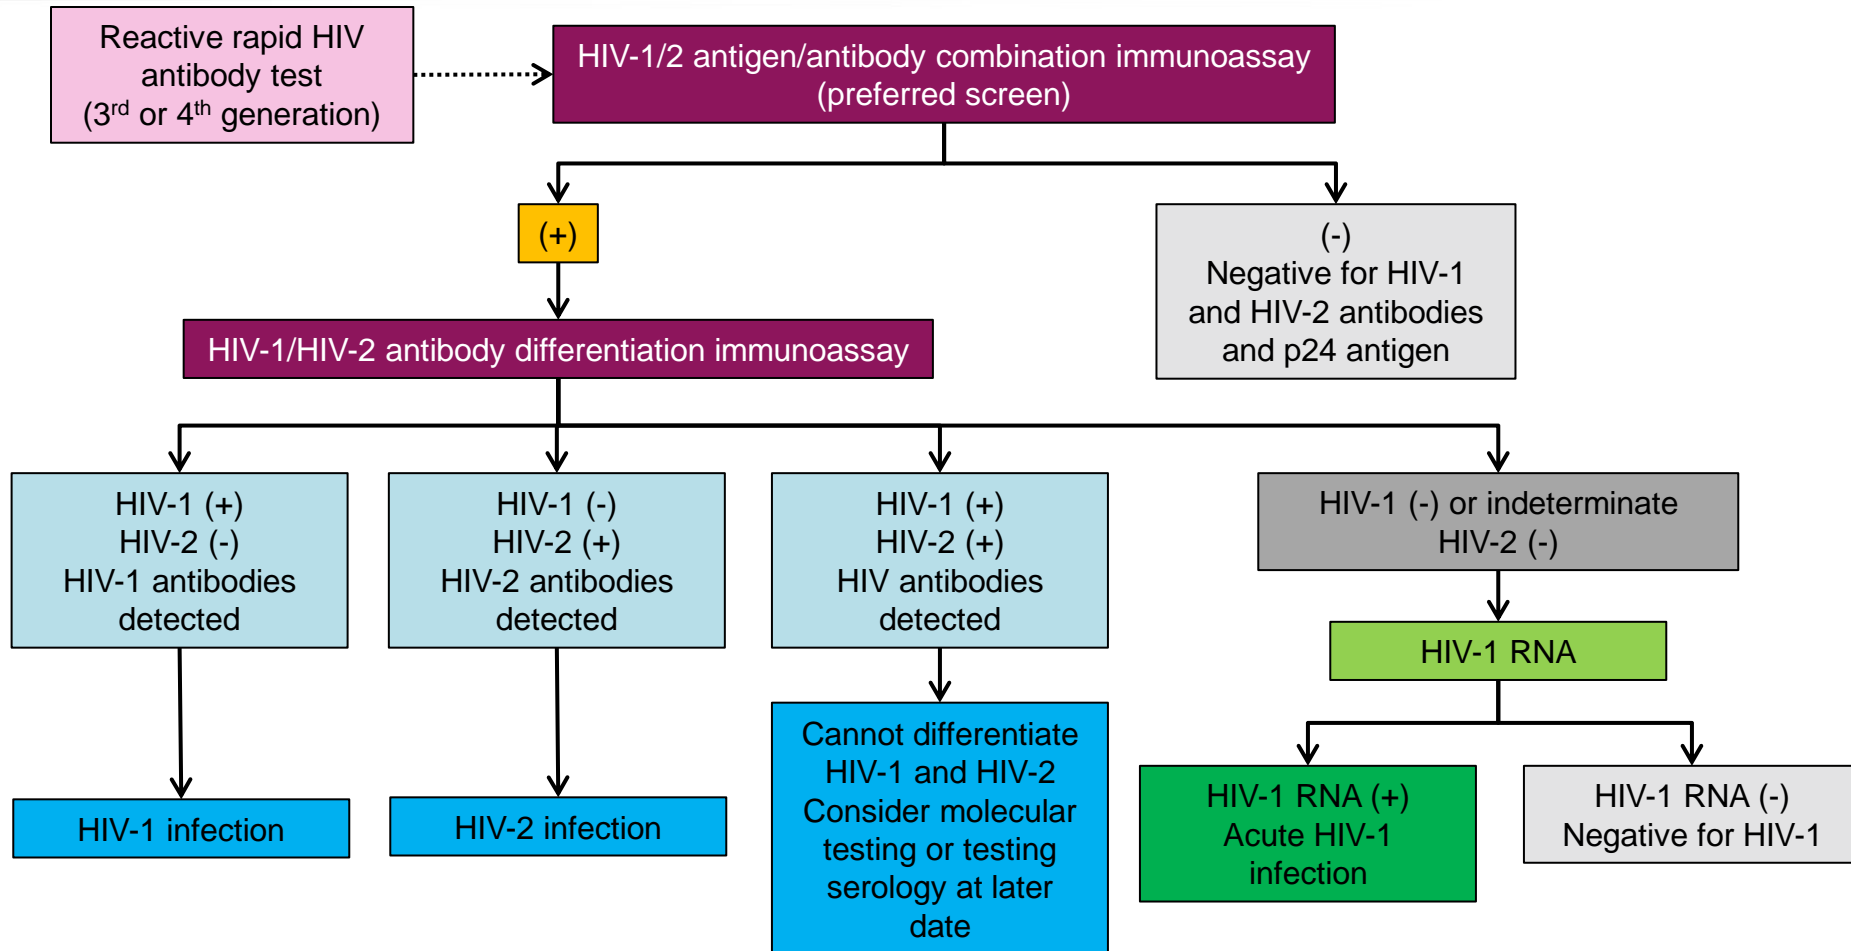 Reactive rapid HIV
antibody test
(3rd or 4th generation)
HIV-1/2 antigen/antibody combination immunoassay
(preferred screen)
(+)
(-)
Negative for HIV-1
and HIV-2 antibodies
and p24 antigen
HIV-1/HIV-2 antibody differentiation immunoassay
HIV-1 (+)
HIV-2 (-)
HIV-1 antibodies
detected
HIV-1 (-)
HIV-2 (+)
HIV-2 antibodies
detected
HIV-1 (+)
HIV-2 (+)
HIV antibodies
detected
HIV-1 (-) or indeterminate
HIV-2 (-)
HIV-1 RNA
HIV-1 infection
HIV-2 infection
Cannot differentiate
HIV-1 and HIV-2
Consider molecular
testing or testing
serology at later
date
HIV-1 RNA (+)
Acute HIV-1
infection
HIV-1 RNA (-)
Negative for HIV-1